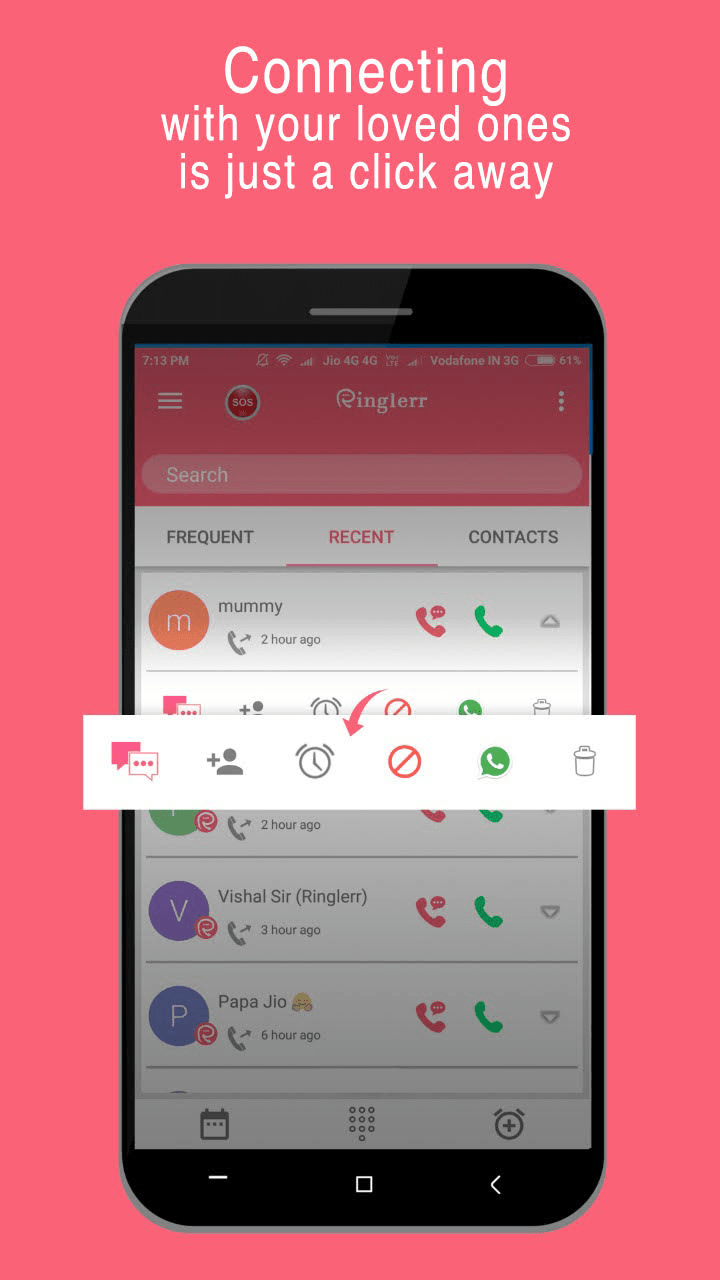 Connecting
with your loved ones
is just a click away
7:13 PM Jio 4G 4G VoLTE Vodafone IN 3G 61%
SOS Ringlerr
Search
FREQUENT RECENT CONTACTS
m mummy
2 hour ago
2 hour ago
V Vishal Sir (Ringlerr)
3 hour ago
P Papa Jio 🤗
6 hour ago